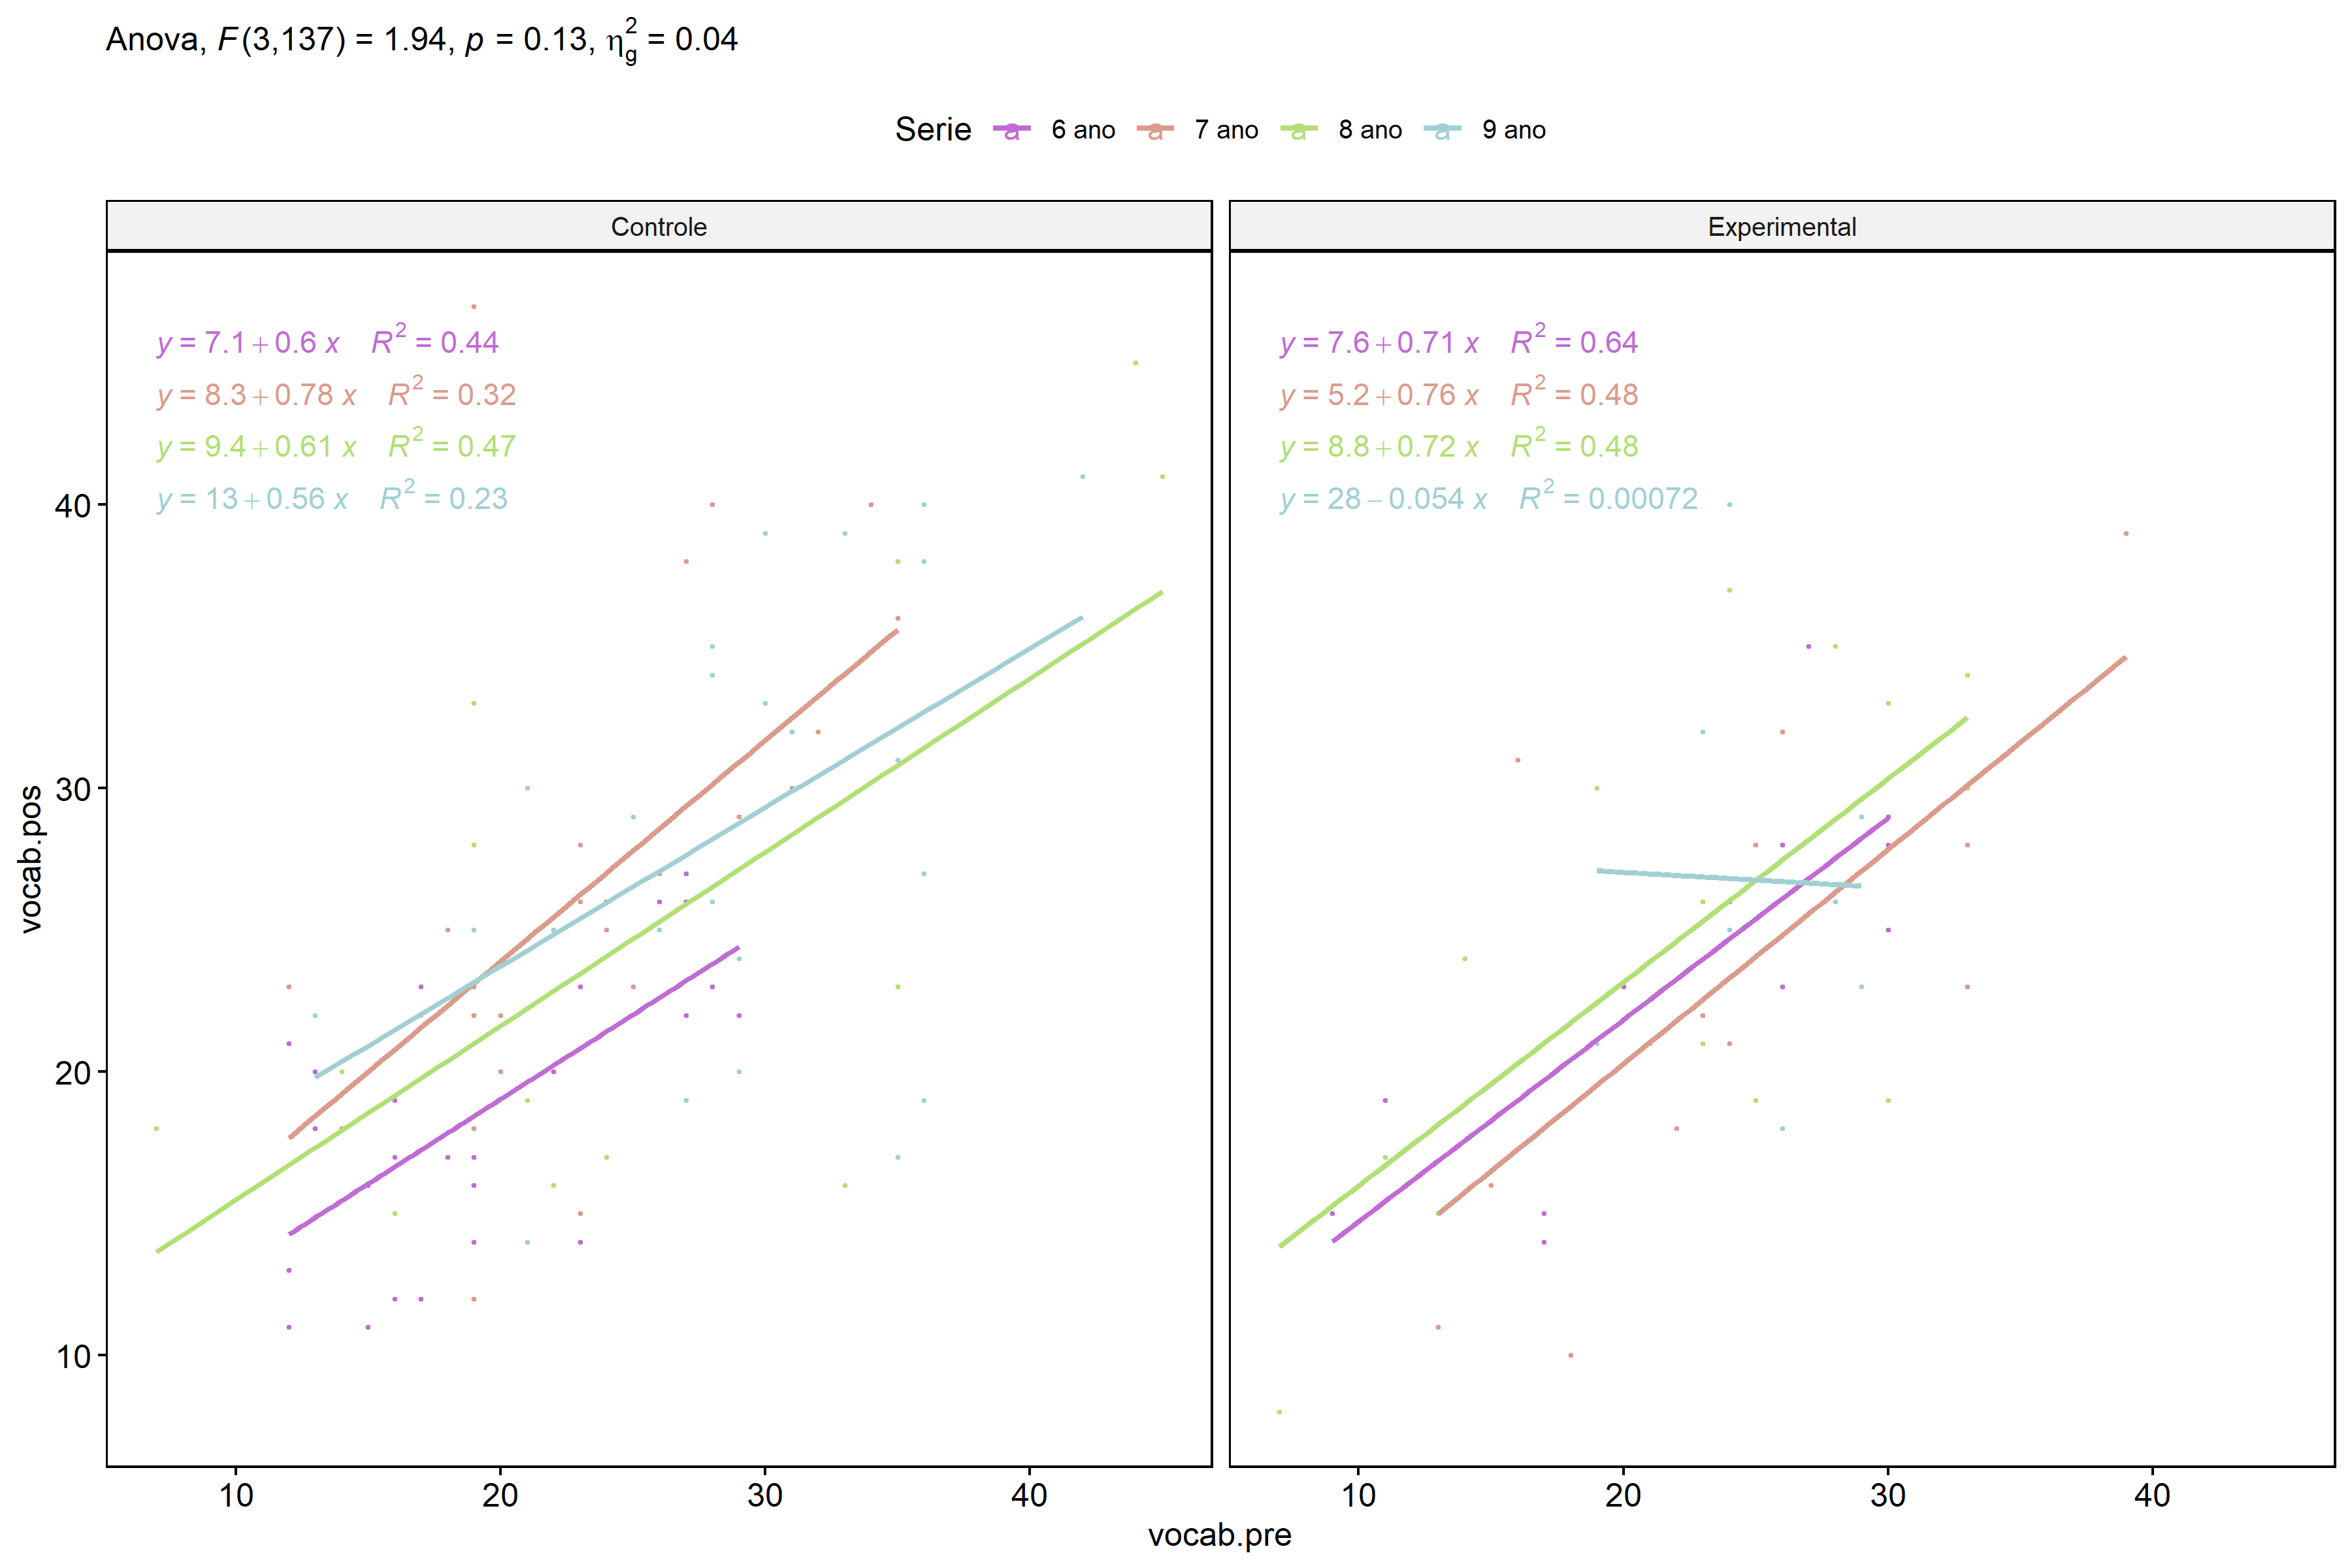 Anova, F(3,137) = 1.94, p = 0.13, η²g = 0.04
Serie a 6 ano a 7 ano a 8 ano a 9 ano
Controle
Experimental
y = 7.1 + 0.6 x R² = 0.44
y = 8.3 + 0.78 x R² = 0.32
y = 9.4 + 0.61 x R² = 0.47
y = 13 + 0.56 x R² = 0.23
y = 7.6 + 0.71 x R² = 0.64
y = 5.2 + 0.76 x R² = 0.48
y = 8.8 + 0.72 x R² = 0.48
y = 28 − 0.054 x R² = 0.00072
vocab.pos
40
30
20
10
10 20 30 40
10 20 30 40
vocab.pre